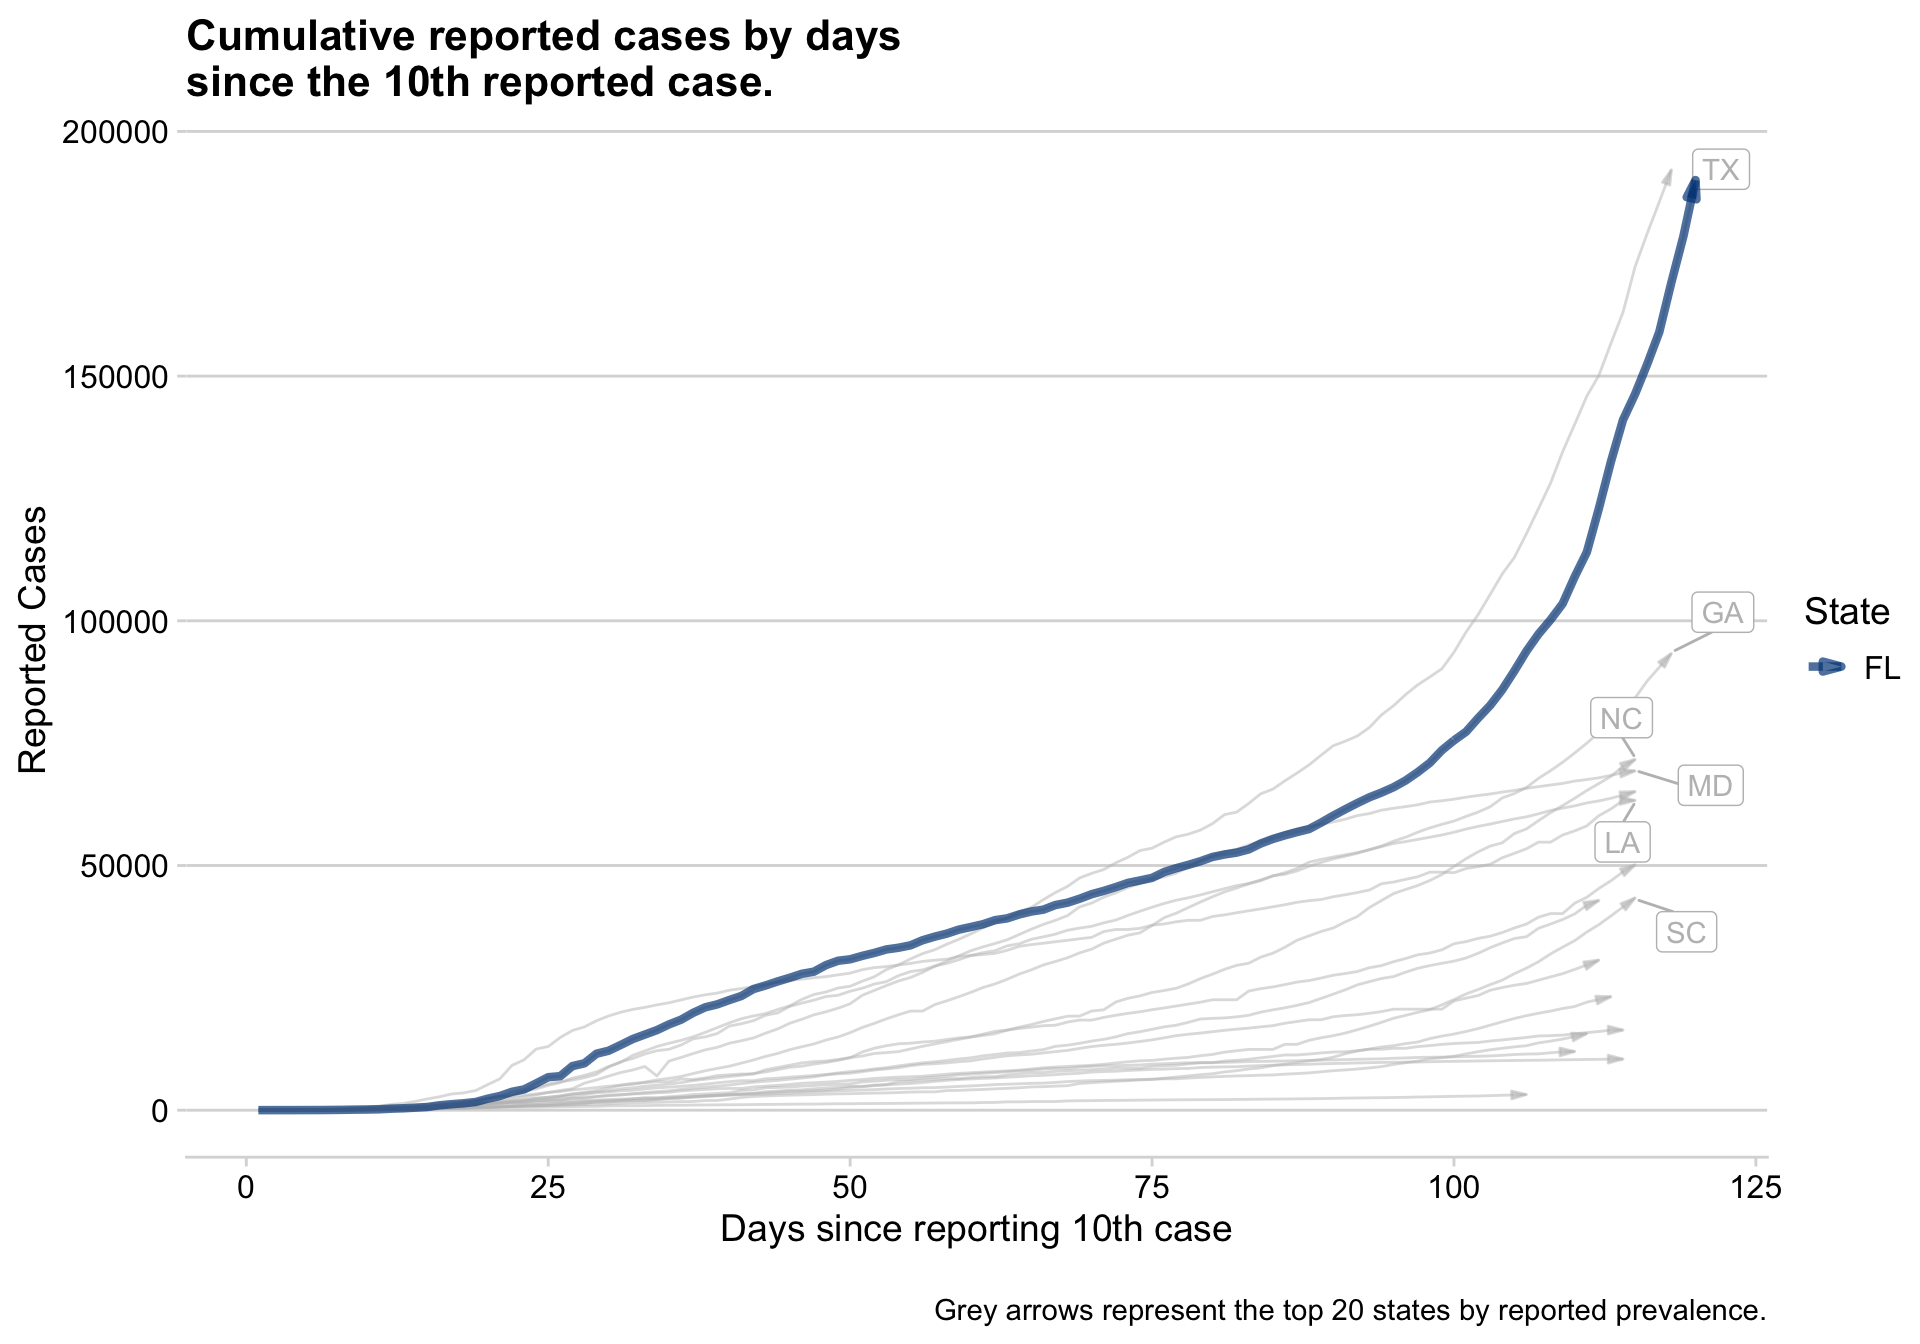 Cumulative reported cases by days
since the 10th reported case.
200000
150000
100000
50000
0
Reported Cases
TX
GA
NC
MD
LA
SC
State
FL
0 25 50 75 100 125
Days since reporting 10th case
Grey arrows represent the top 20 states by reported prevalence.